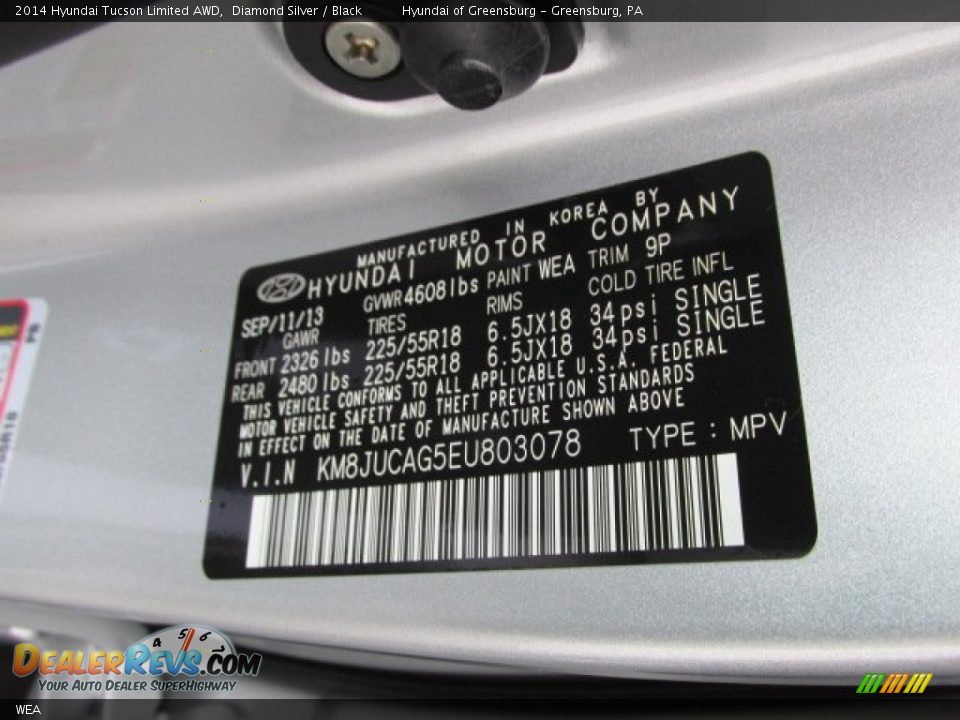 2014 Hyundai Tucson Limited AWD, Diamond Silver / Black Hyundai of Greensburg - Greensburg, PA
MANUFACTURED IN KOREA BY
HYUNDAI MOTOR COMPANY
SEP/11/13 GVWR 4608lbs PAINT WEA TRIM 9P
GAWR TIRES RIMS COLD TIRE INFL
FRONT 2326 lbs 225/55R18 6.5JX18 34psi SINGLE
REAR 2480 lbs 225/55R18 6.5JX18 34psi SINGLE
THIS VEHICLE CONFORMS TO ALL APPLICABLE U.S.A. FEDERAL
MOTOR VEHICLE SAFETY AND THEFT PREVENTION STANDARDS
IN EFFECT ON THE DATE OF MANUFACTURE SHOWN ABOVE
V.I.N KM8JUCAG5EU803078 TYPE : MPV
4 5 6
DealerRevs.com
Your Auto Dealer SuperHighway
WEA